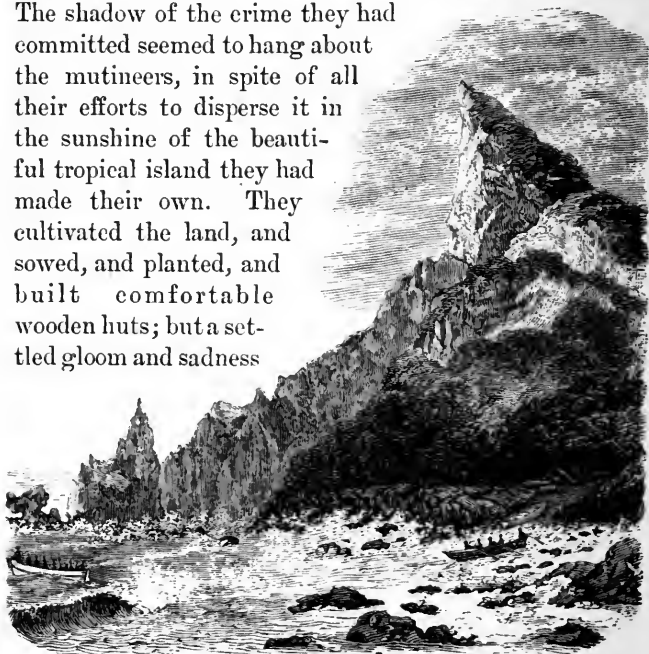 The shadow of the crime they had
committed seemed to hang about
the mutineers, in spite of all
their efforts to disperse it in
the sunshine of the beauti-
ful tropical island they had
made their own. They
cultivated the land, and
sowed, and planted, and
built comfortable
wooden huts; but a set-
tled gloom and sadness